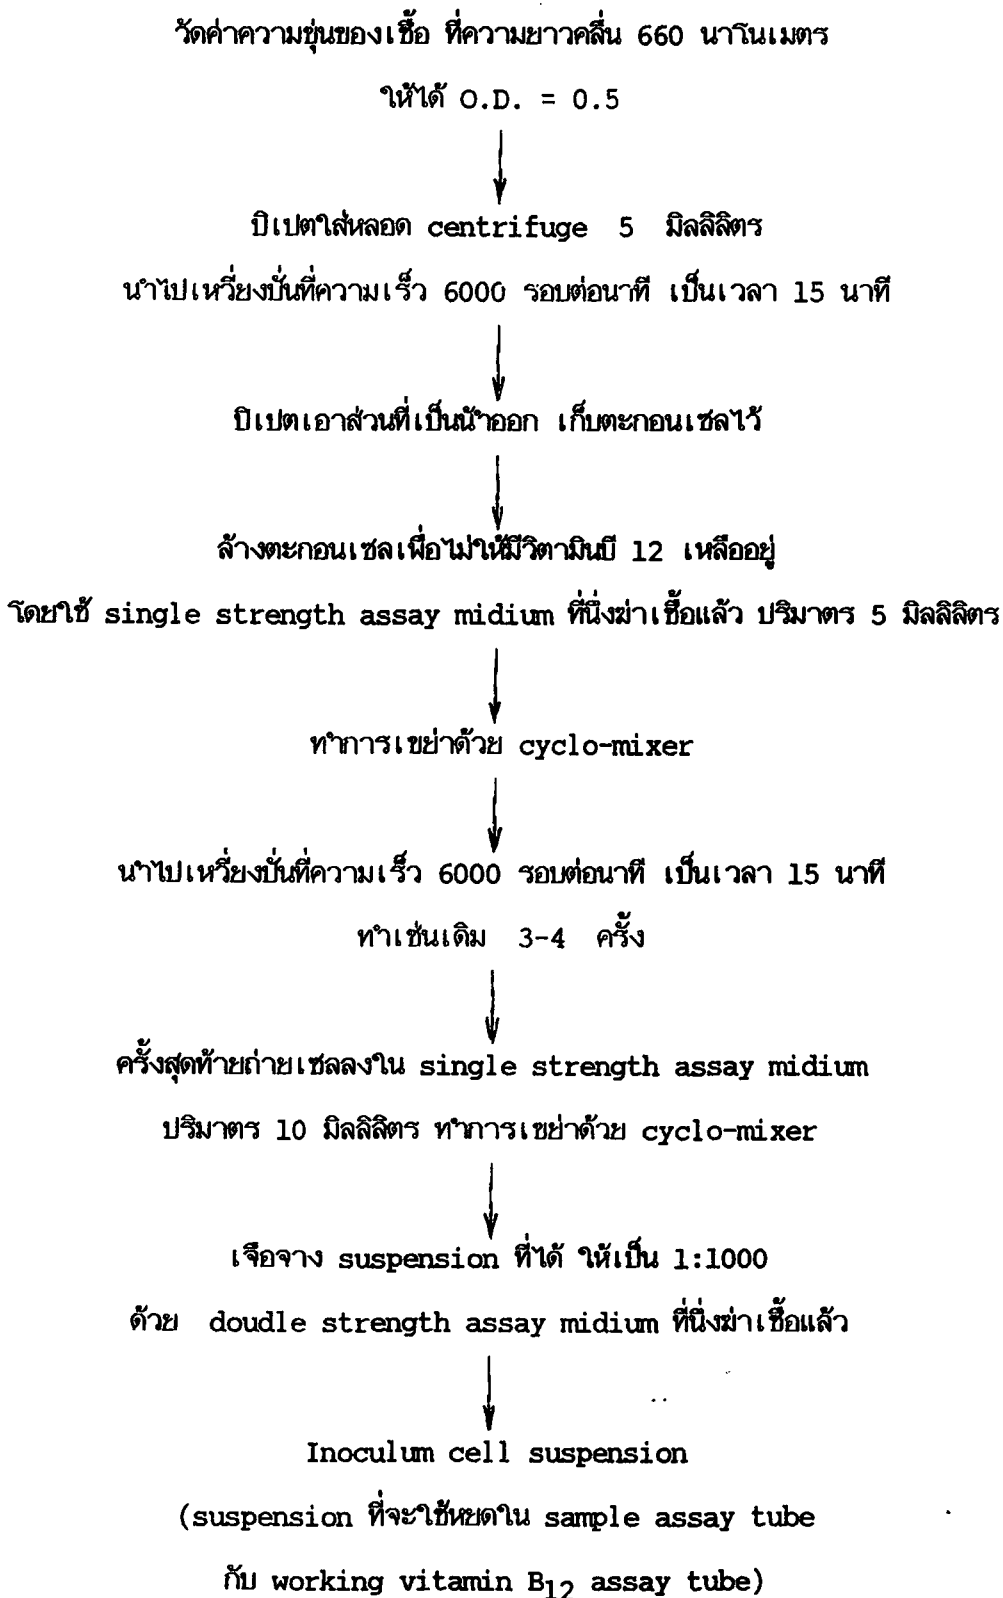 วัดค่าความขุ่นของเชื้อ ที่ความยาวคลื่น 660 นาโนเมตร
ให้ได้ O.D. = 0.5
ปิเปตใส่หลอด centrifuge 5 มิลลิลิตร
นำไปเหวี่ยงปั่นที่ความเร็ว 6000 รอบต่อนาที เป็นเวลา 15 นาที
ปิเปตเอาส่วนที่เป็นน้ำออก เก็บตะกอนเซลไว้
ล้างตะกอนเซลเพื่อไม่ให้มีวิตามินบี 12 เหลืออยู่
โดยใช้ single strength assay midium ที่นึ่งฆ่าเชื้อแล้ว ปริมาตร 5 มิลลิลิตร
ทำการเขย่าด้วย cyclo-mixer
นำไปเหวี่ยงปั่นที่ความเร็ว 6000 รอบต่อนาที เป็นเวลา 15 นาที
ทำเช่นเดิม 3-4 ครั้ง
ครั้งสุดท้ายถ่ายเซลลงใน single strength assay midium
ปริมาตร 10 มิลลิลิตร ทำการเขย่าด้วย cyclo-mixer
เจือจาง suspension ที่ได้ ให้เป็น 1:1000
ด้วย doudle strength assay midium ที่นึ่งฆ่าเชื้อแล้ว
Inoculum cell suspension
(suspension ที่จะใช้หยดใน sample assay tube
กับ working vitamin B12 assay tube)